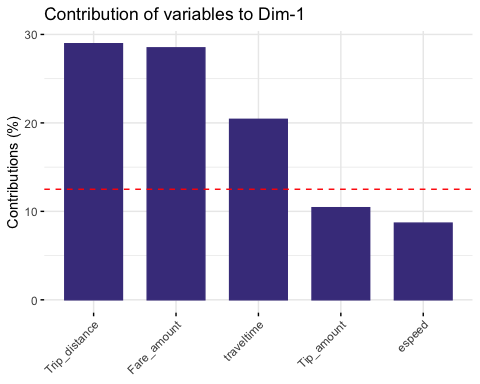 Contribution of variables to Dim-1
Contributions (%)
30
20
10
0
Trip_distance
Fare_amount
traveltime
Tip_amount
espeed